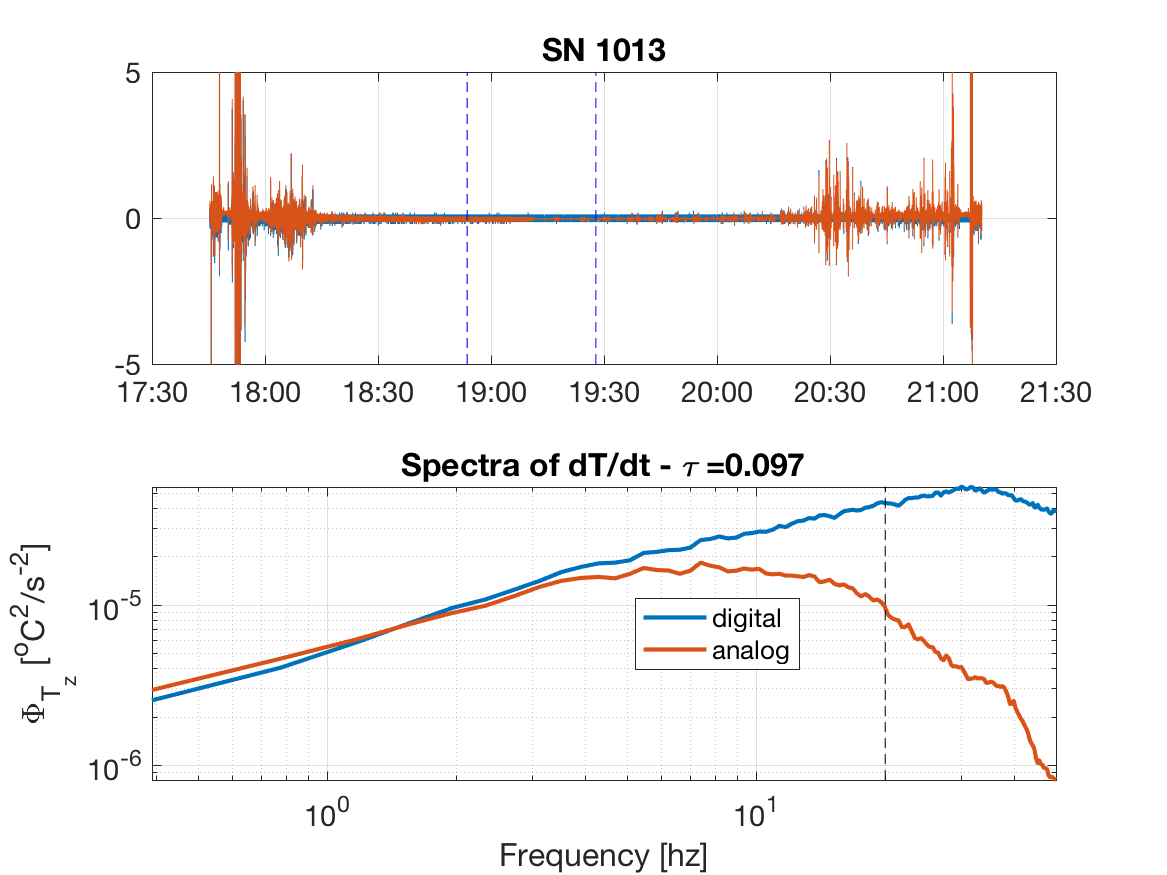 SN 1013
5
0
-5
17:30 18:00 18:30 19:00 19:30 20:00 20:30 21:00 21:30
Spectra of dT/dt - τ =0.097
Φ_{T_z} [°C²/s⁻²]
10⁻⁵
10⁻⁶
digital
analog
10⁰ 10¹
Frequency [hz]